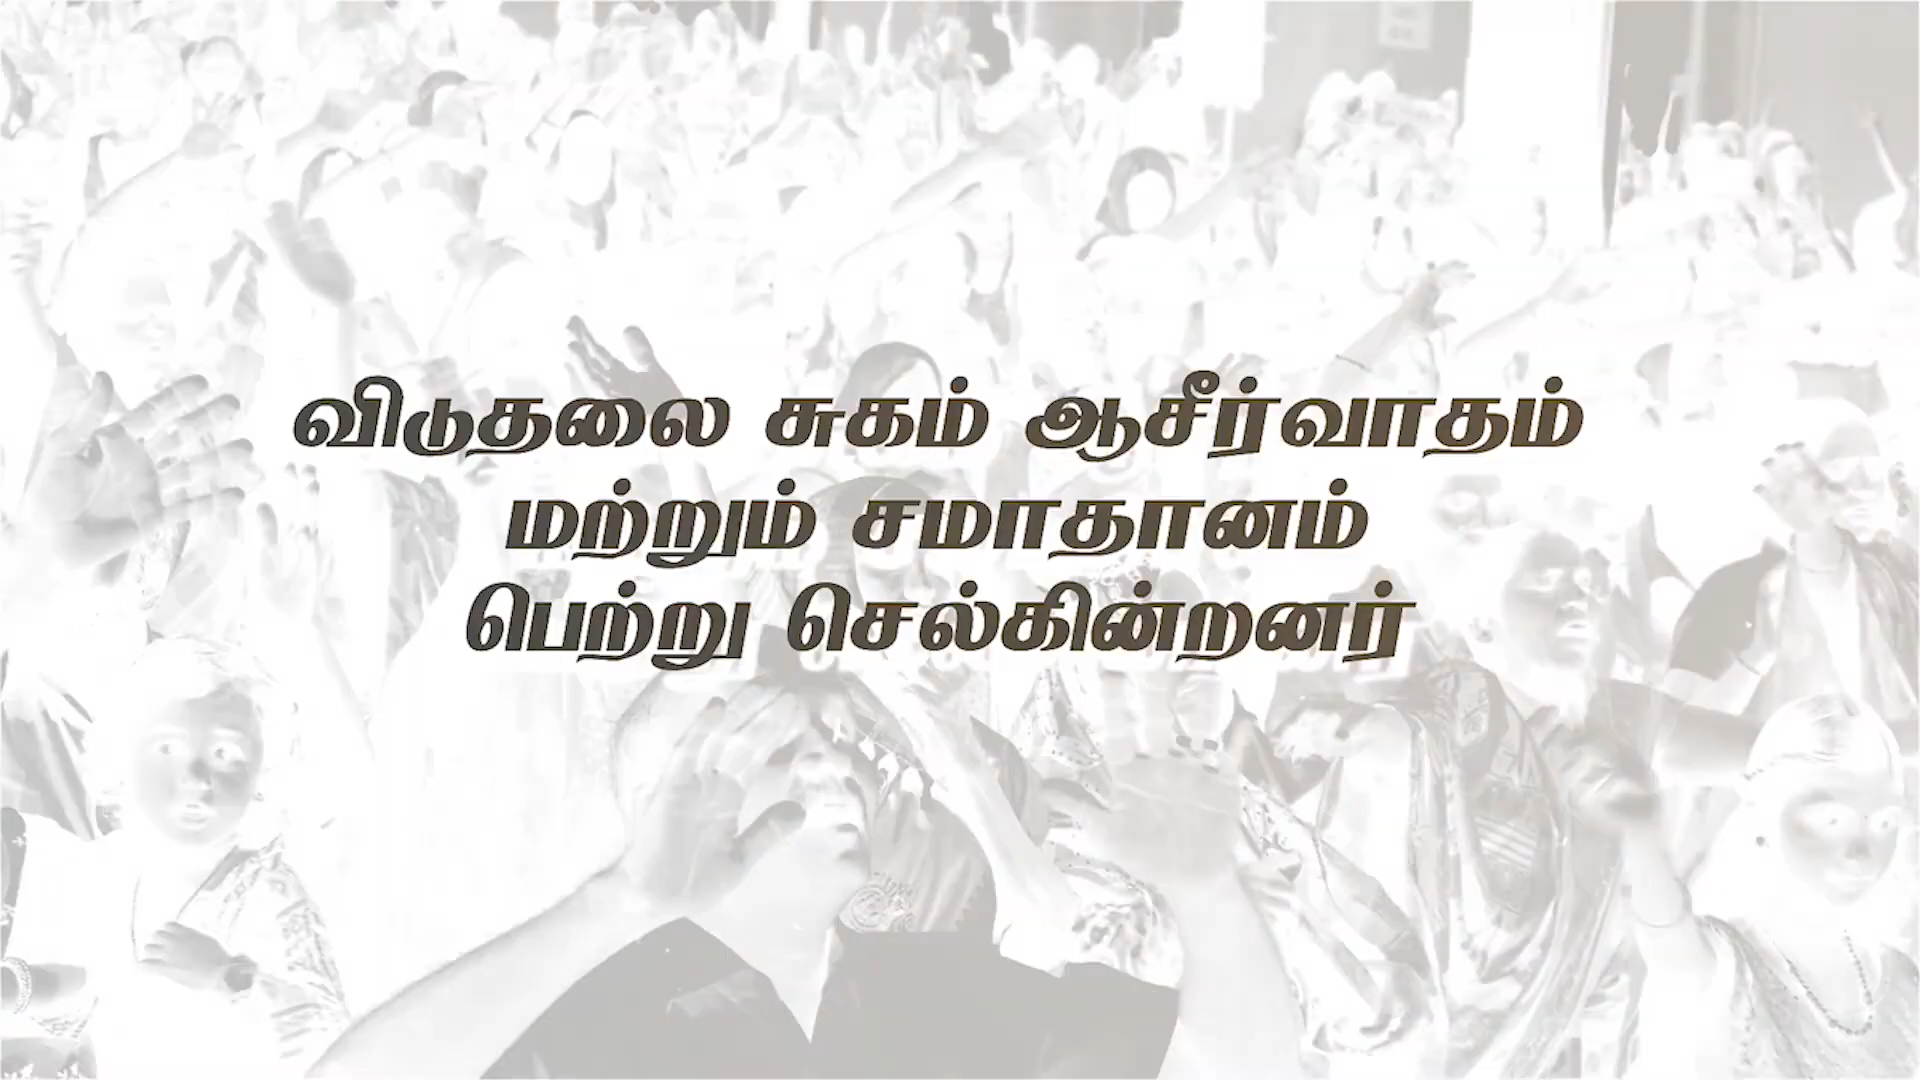 விடுதலை சுகம் ஆசீர்வாதம்
மற்றும் சமாதானம்
பெற்று செல்கின்றனர்